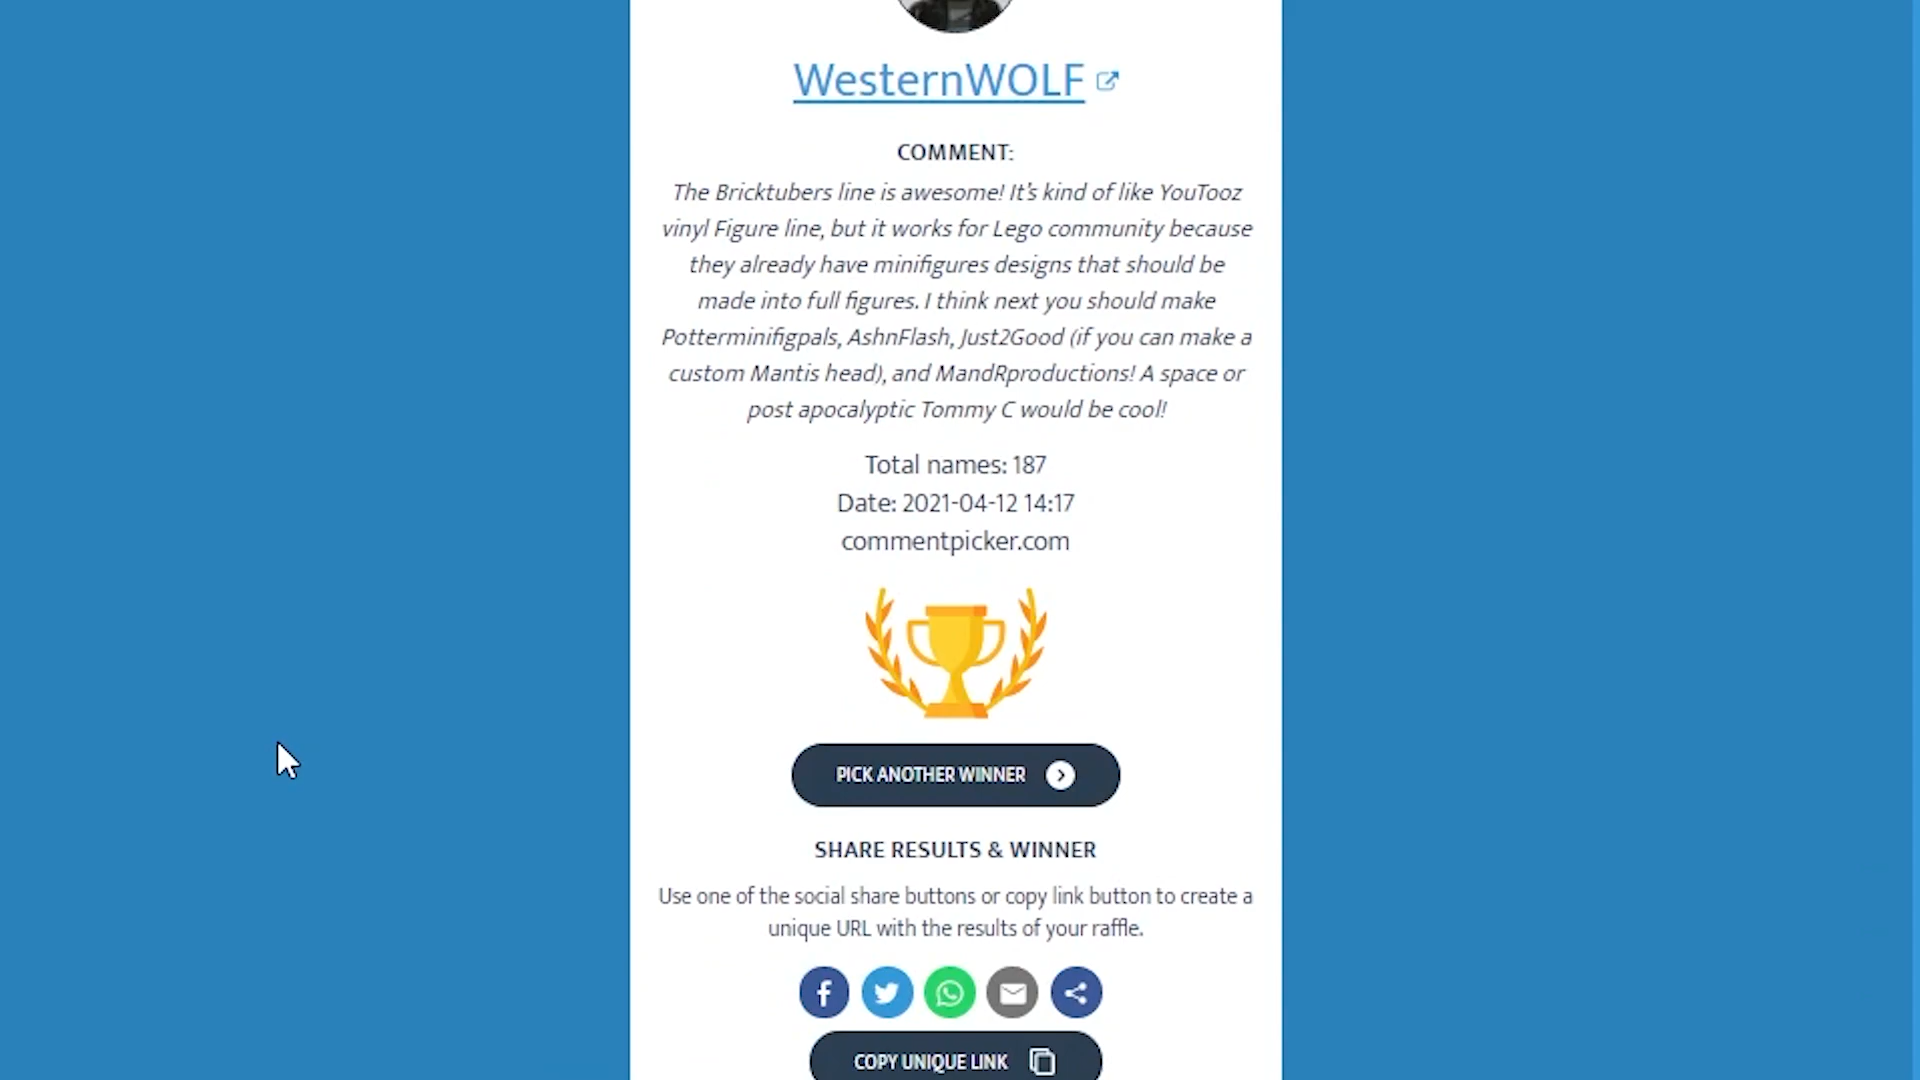 WesternWOLF
COMMENT:
The Bricktubers line is awesome! It's kind of like YouTooz
vinyl Figure line, but it works for Lego community because
they already have minifigures designs that should be
made into full figures. I think next you should make
Potterminifigpals, AshnFlash, Just2Good (if you can make a
custom Mantis head), and MandRproductions! A space or
post apocalyptic Tommy C would be cool!
Total names: 187
Date: 2021-04-12 14:17
commentpicker.com
PICK ANOTHER WINNER
SHARE RESULTS & WINNER
Use one of the social share buttons or copy link button to create a
unique URL with the results of your raffle.
COPY UNIQUE LINK